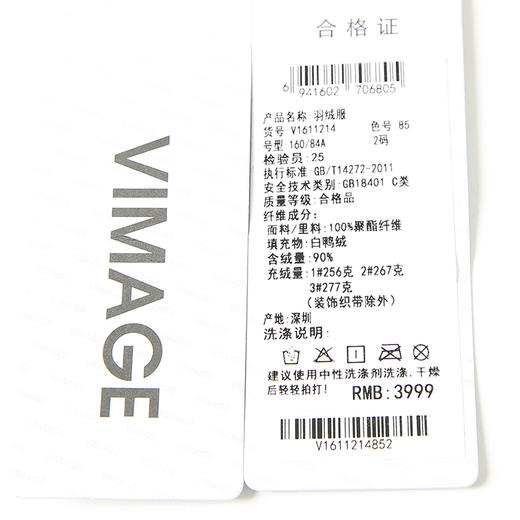 VIMAGE
合格证
6 941602 706805
产品名称:羽绒服
货号 V1611214 色号 85
号型 160/84A 2码
检验员:25
执行标准:GB/T14272-2011
安全技术类别:GB18401 C类
质量等级:合格品
纤维成分:
面料/里料:100%聚酯纤维
填充物:白鸭绒
含绒量:90%
充绒量:1#256克 2#267克
3#277克
(装饰织带除外)
产地:深圳
洗涤说明:
建议使用中性洗涤剂洗涤,干燥
后轻轻拍打! RMB:3999
V1611214852